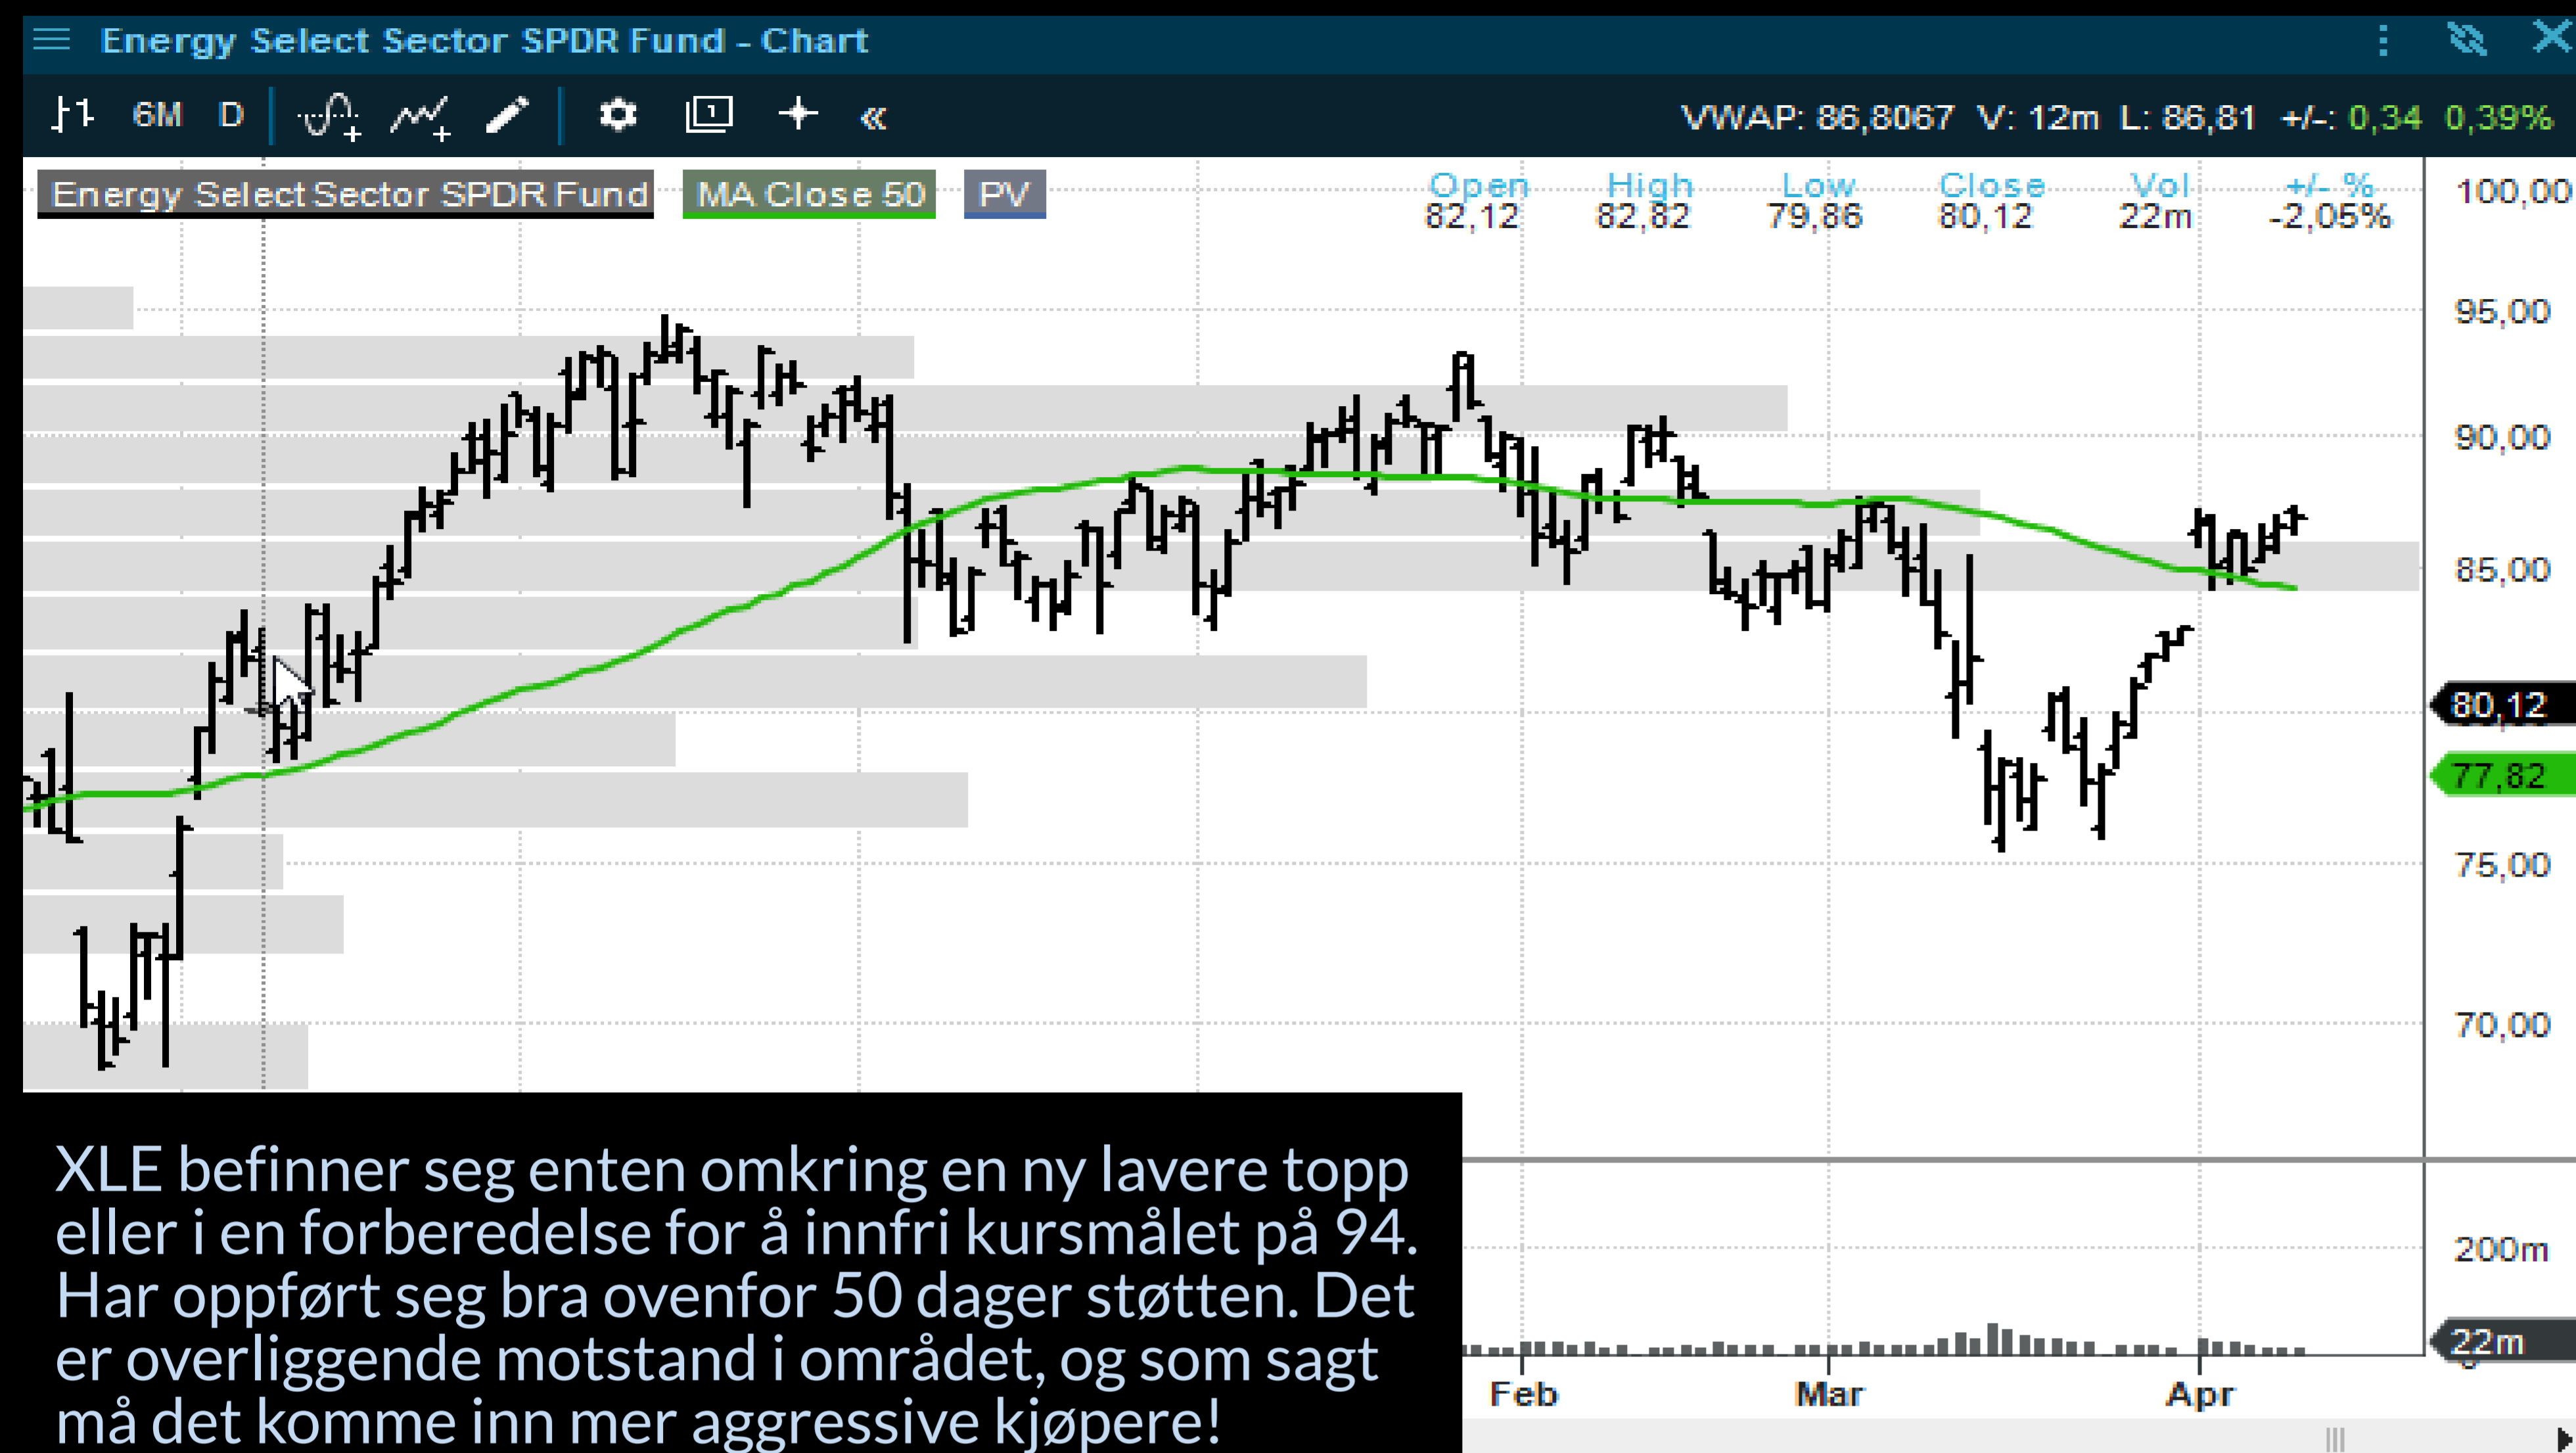 Energy Select Sector SPDR Fund - Chart
6M D 1 « VWAP: 86,8067 V: 12m L: 86,81 +/-: 0,34 0,39%
Energy Select Sector SPDR Fund MA Close 50 PV
Open High Low Close Vol +/- %
82,12 82,82 79,86 80,12 22m -2,05%
100,00
95,00
90,00
85,00
80,12
77,82
75,00
70,00
200m
22m
Feb Mar Apr
XLE befinner seg enten omkring en ny lavere topp
eller i en forberedelse for å innfri kursmålet på 94.
Har oppført seg bra ovenfor 50 dager støtten. Det
er overliggende motstand i området, og som sagt
må det komme inn mer aggressive kjøpere!